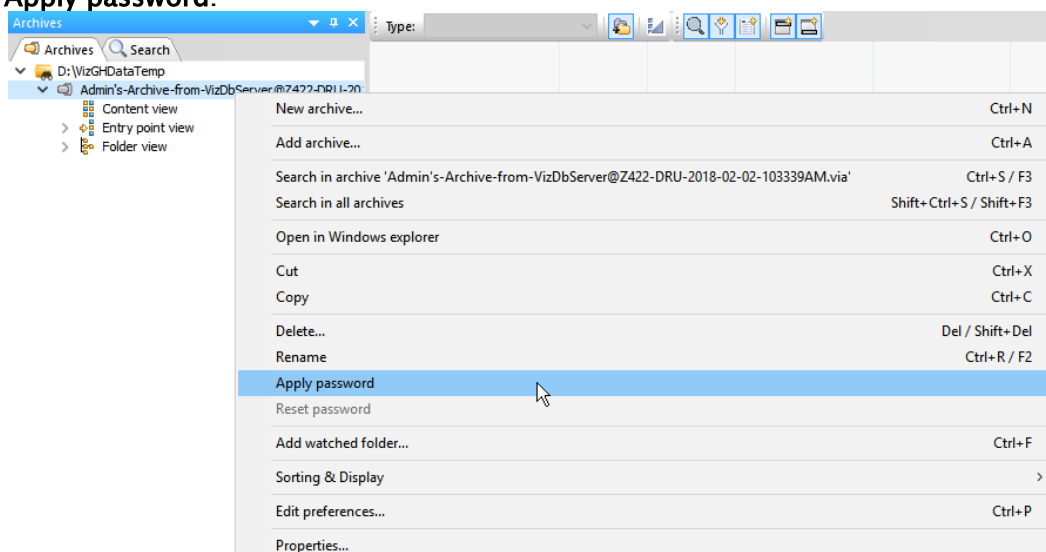 Apply password.
Archives
Type:
Archives Search
D:\VizGHDataTemp
Admin's-Archive-from-VizDbServer@Z422-DRU-20
Content view
Entry point view
Folder view
New archive... Ctrl+N
Add archive... Ctrl+A
Search in archive 'Admin's-Archive-from-VizDbServer@Z422-DRU-2018-02-02-103339AM.via' Ctrl+S / F3
Search in all archives Shift+Ctrl+S / Shift+F3
Open in Windows explorer Ctrl+O
Cut Ctrl+X
Copy Ctrl+C
Delete... Del / Shift+Del
Rename Ctrl+R / F2
Apply password
Reset password
Add watched folder... Ctrl+F
Sorting & Display
Edit preferences... Ctrl+P
Properties...